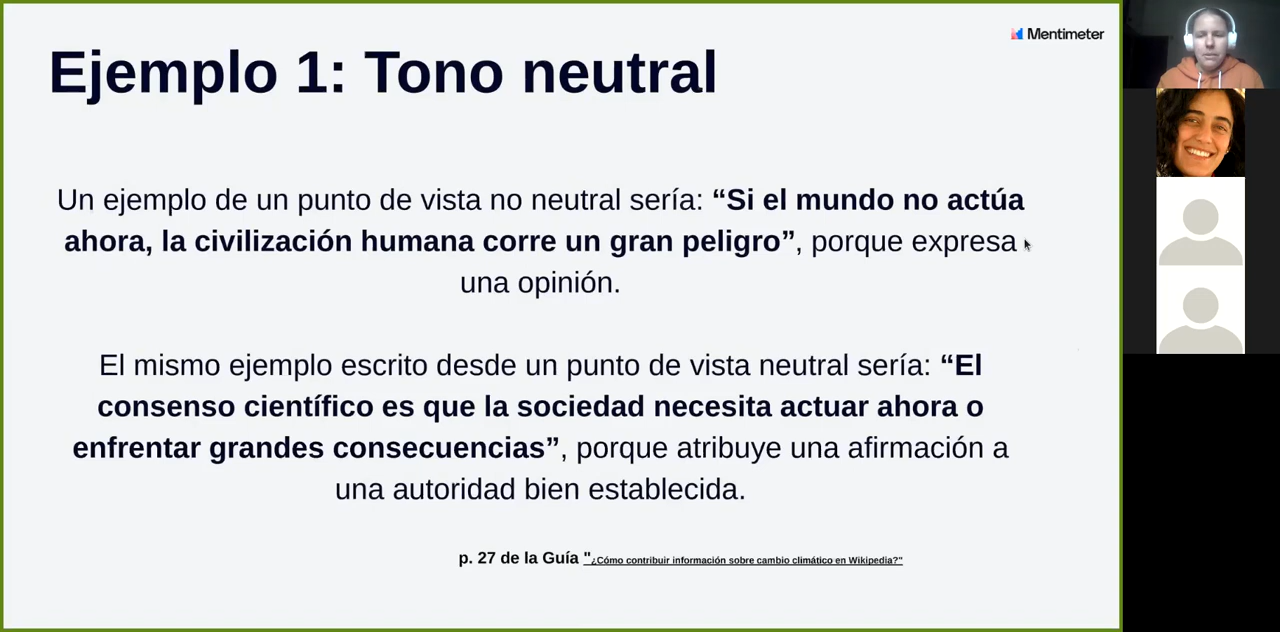 Mentimeter
Ejemplo 1: Tono neutral
Un ejemplo de un punto de vista no neutral sería: “Si el mundo no actúa
ahora, la civilización humana corre un gran peligro”, porque expresa
una opinión.
El mismo ejemplo escrito desde un punto de vista neutral sería: “El
consenso científico es que la sociedad necesita actuar ahora o
enfrentar grandes consecuencias”, porque atribuye una afirmación a
una autoridad bien establecida.
p. 27 de la Guía "¿Cómo contribuir información sobre cambio climático en Wikipedia?"